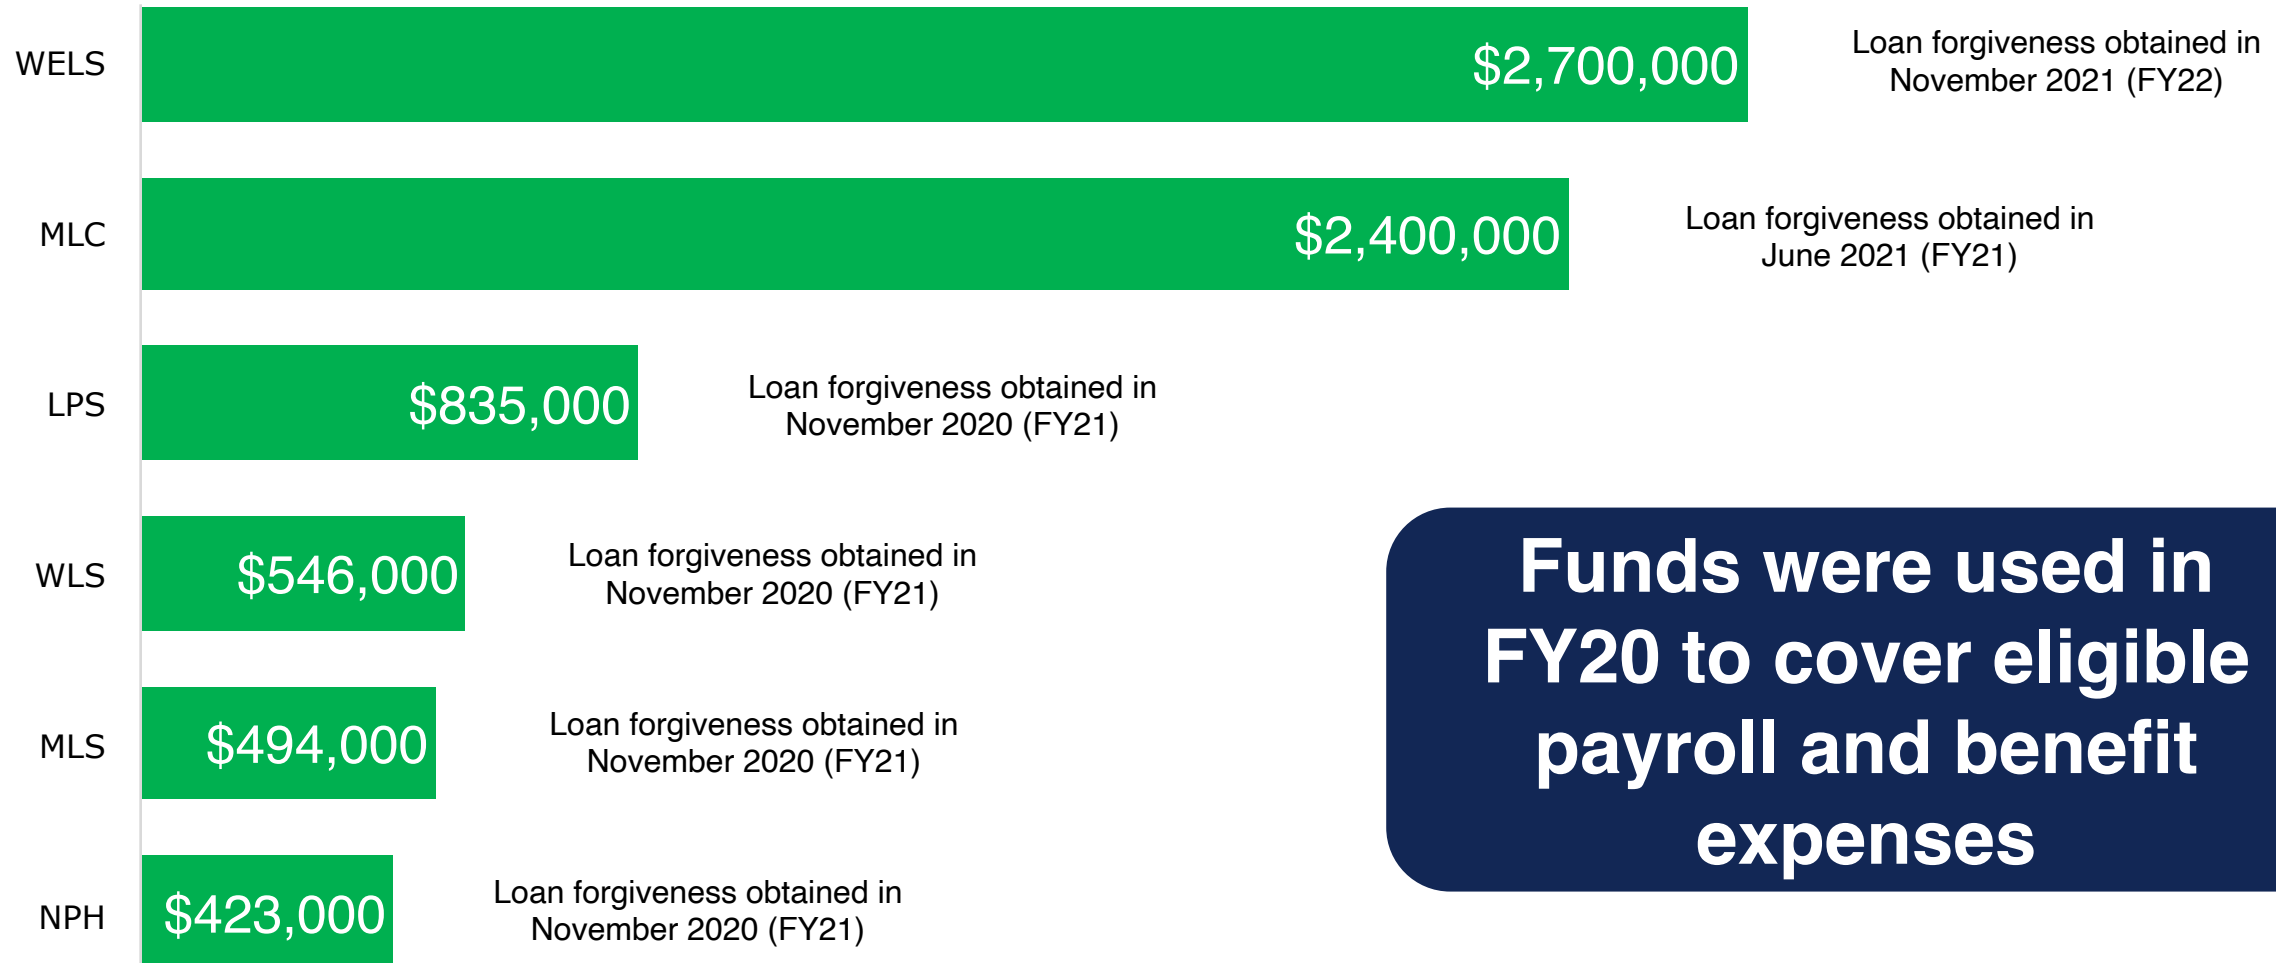 WELS
$2,700,000
Loan forgiveness obtained in
November 2021 (FY22)
MLC
$2,400,000
Loan forgiveness obtained in
June 2021 (FY21)
LPS
$835,000
Loan forgiveness obtained in
November 2020 (FY21)
WLS
$546,000
Loan forgiveness obtained in
November 2020 (FY21)
MLS
$494,000
Loan forgiveness obtained in
November 2020 (FY21)
NPH
$423,000
Loan forgiveness obtained in
November 2020 (FY21)
Funds were used in
FY20 to cover eligible
payroll and benefit
expenses